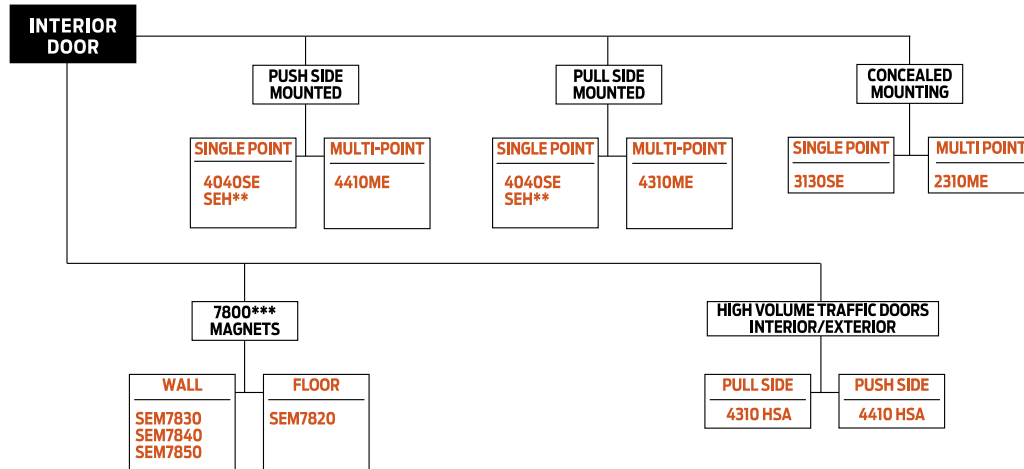 INTERIOR
DOOR
PUSH SIDE
MOUNTED
PULL SIDE
MOUNTED
CONCEALED
MOUNTING
SINGLE POINT
4040SE
SEH**
MULTI-POINT
4410ME
SINGLE POINT
4040SE
SEH**
MULTI-POINT
4310ME
SINGLE POINT
3130SE
MULTI POINT
2310ME
7800***
MAGNETS
HIGH VOLUME TRAFFIC DOORS
INTERIOR/EXTERIOR
WALL
SEM7830
SEM7840
SEM7850
FLOOR
SEM7820
PULL SIDE
4310 HSA
PUSH SIDE
4410 HSA